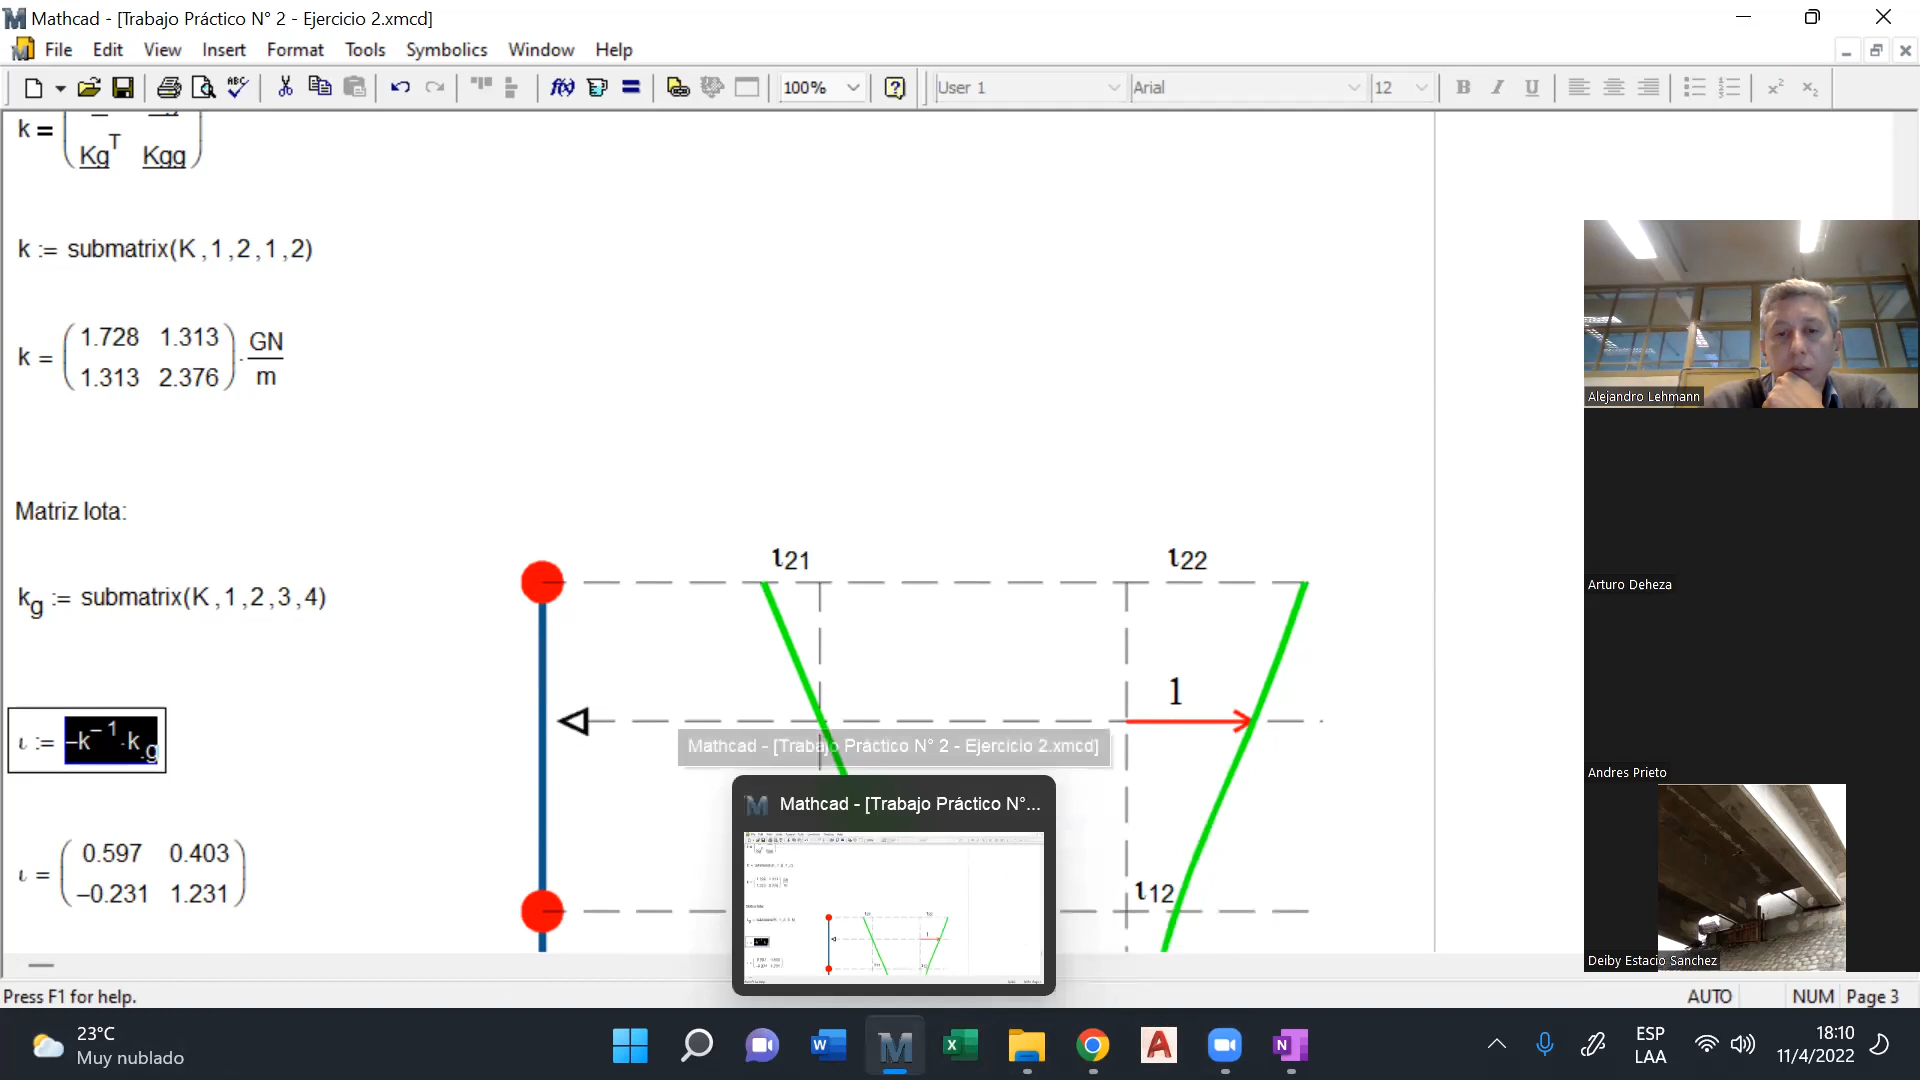 Mathcad - [Trabajo Práctico N° 2 - Ejercicio 2.xmcd]
File Edit View Insert Format Tools Symbolics Window Help
100% User 1 Arial 12 B I U
k =
Kg^T Kgg
k := submatrix(K,1,2,1,2)
k = (1.728 1.313
1.313 2.376) · GN/m
Matriz Iota:
k_g := submatrix(K,1,2,3,4)
ι := -k^-1 · k_g
ι = (0.597 0.403
-0.231 1.231)
ι21
ι22
1
ι12
Mathcad - [Trabajo Práctico N° 2 - Ejercicio 2.xmcd]
Mathcad - [Trabajo Práctico N°...
Alejandro Lehmann
Arturo Deheza
Andres Prieto
Deiby Estacio Sanchez
Press F1 for help.
AUTO NUM Page 3
23°C
Muy nublado
ESP
LAA
18:10
11/4/2022